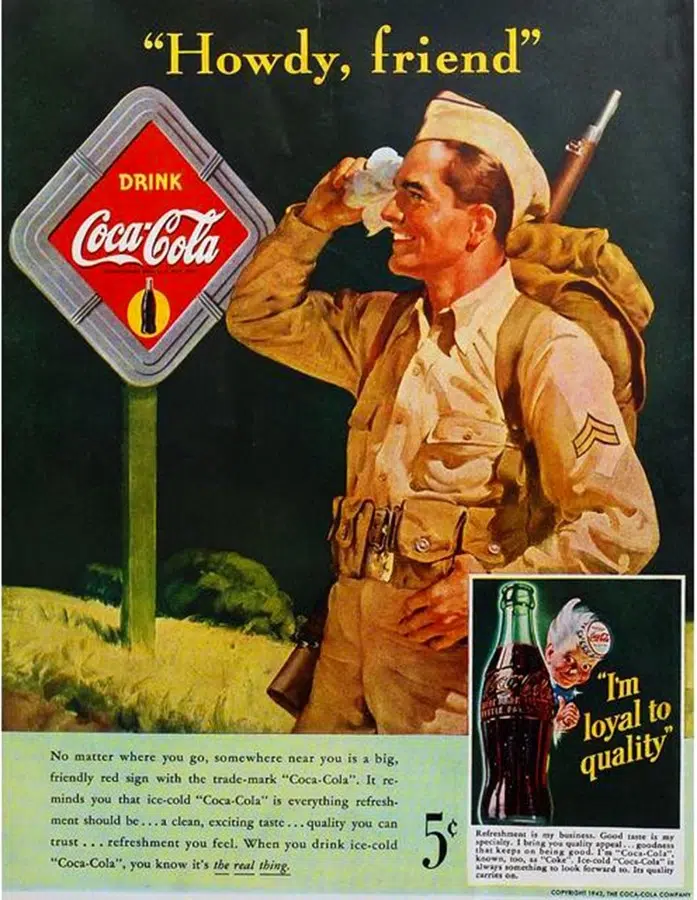 “Howdy, friend”
DRINK
Coca-Cola
No matter where you go, somewhere near you is a big,
friendly red sign with the trade-mark “Coca-Cola”. It re-
minds you that ice-cold “Coca-Cola” is everything refresh-
ment should be...a clean, exciting taste...quality you can
trust...refreshment you feel. When you drink ice-cold
“Coca-Cola”, you know it's the real thing.
5¢
Coca-Cola
“I'm
loyal to
quality”
Refreshment is my business. Good taste is my
specialty. I bring you quality appeal...goodness
that keeps on being good. I'm “Coca-Cola”,
known, too, as “Coke”. Ice-cold “Coca-Cola” is
always something to look forward to. Its quality
carries on.
COPYRIGHT 1942, THE COCA-COLA COMPANY